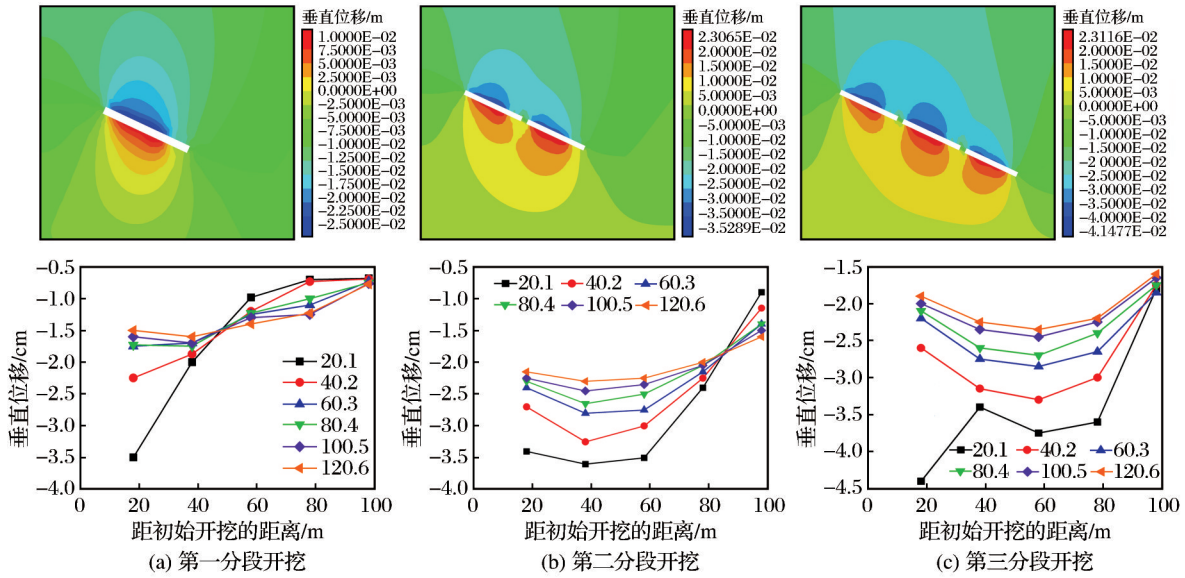 垂直位移/m
1.0000E−02
7.5000E−03
5.0000E−03
2.5000E−03
0.0000E+00
−2.5000E−03
−5.0000E−03
−7.5000E−03
−1.0000E−02
−1.2500E−02
−1.5000E−02
−1.7500E−02
−2.0000E−02
−2.2500E−02
−2.5000E−02
垂直位移/m
2.3065E−02
2.0000E−02
1.5000E−02
1.0000E−02
5.0000E−03
0.0000E+00
−5.0000E−03
−1.0000E−02
−1.5000E−02
−2.0000E−02
−2.5000E−02
−3.0000E−02
−3.5000E−02
−3.5289E−02
垂直位移/m
2.3116E−02
2.0000E−02
1.5000E−02
1.0000E−02
5.0000E−03
0.0000E+00
−5.0000E−03
−1.0000E−02
−1.5000E−02
−2.0000E−02
−2.5000E−02
−3.0000E−02
−3.5000E−02
−4.0000E−02
−4.1477E−02
垂直位移/cm
−0.5
−1.0
−1.5
−2.0
−2.5
−3.0
−3.5
−4.0
20.1
40.2
60.3
80.4
100.5
120.6
0 20 40 60 80 100
距初始开挖的距离/m
(a) 第一分段开挖
垂直位移/cm
−0.5
−1.0
−1.5
−2.0
−2.5
−3.0
−3.5
−4.0
20.1 40.2 60.3
80.4 100.5 120.6
0 20 40 60 80 100
距初始开挖的距离/m
(b) 第二分段开挖
垂直位移/cm
−1.5
−2.0
−2.5
−3.0
−3.5
−4.0
−4.5
20.1 40.2 60.3
80.4 100.5 120.6
0 20 40 60 80 100
距初始开挖的距离/m
(c) 第三分段开挖